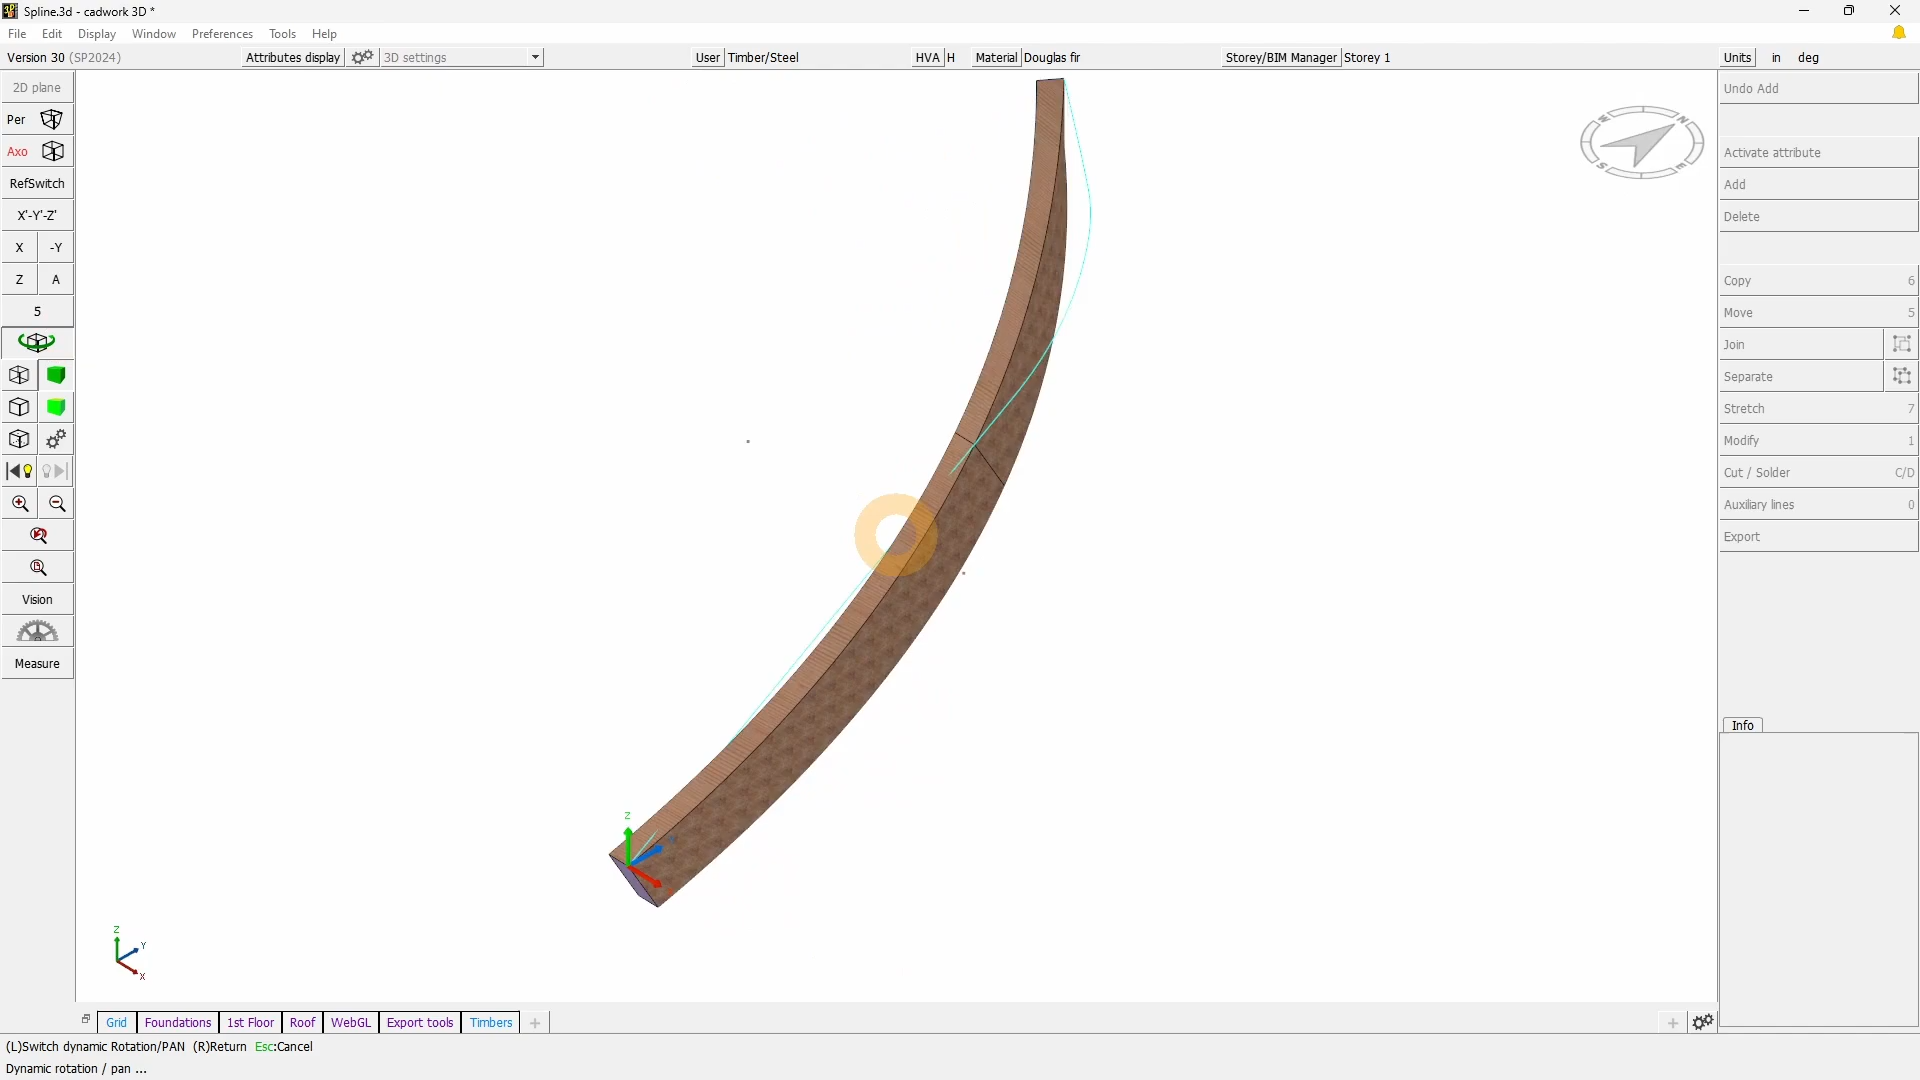 Spline.3d - cadwork 3D *
File Edit Display Window Preferences Tools Help
Version 30 (SP2024) Attributes display 3D settings User Timber/Steel HVA H Material Douglas fir Storey/BIM Manager Storey 1 Units in deg
2D plane
Per
Axo
RefSwitch
X'-Y'-Z'
X -Y
Z A
5
Vision
Measure
N
W
S
E
Undo Add
Activate attribute
Add
Delete
Copy 6
Move 5
Join
Separate
Stretch 7
Modify 1
Cut / Solder C/D
Auxiliary lines 0
Export
Info
Z
Z
Y
X
Grid Foundations 1st Floor Roof WebGL Export tools Timbers +
(L)Switch dynamic Rotation/PAN (R)Return Esc:Cancel
Dynamic rotation / pan ...